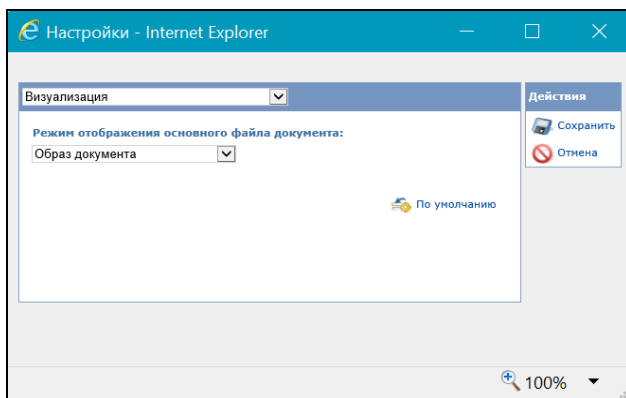 Настройки - Internet Explorer
Визуализация
Действия
Режим отображения основного файла документа:
Сохранить
Образ документа
Отмена
По умолчанию
100%